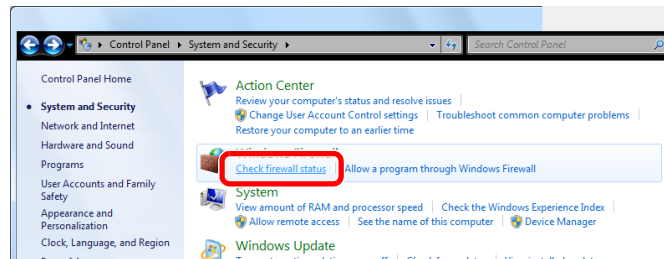 Control Panel ▸ System and Security ▸
Search Control Panel
Control Panel Home
System and Security
Network and Internet
Hardware and Sound
Programs
User Accounts and Family
Safety
Appearance and
Personalization
Clock, Language, and Region
Action Center
Review your computer's status and resolve issues
Change User Account Control settings
Troubleshoot common computer problems
Restore your computer to an earlier time
Windows Firewall
Check firewall status
Allow a program through Windows Firewall
System
View amount of RAM and processor speed
Check the Windows Experience Index
Allow remote access
See the name of this computer
Device Manager
Windows Update